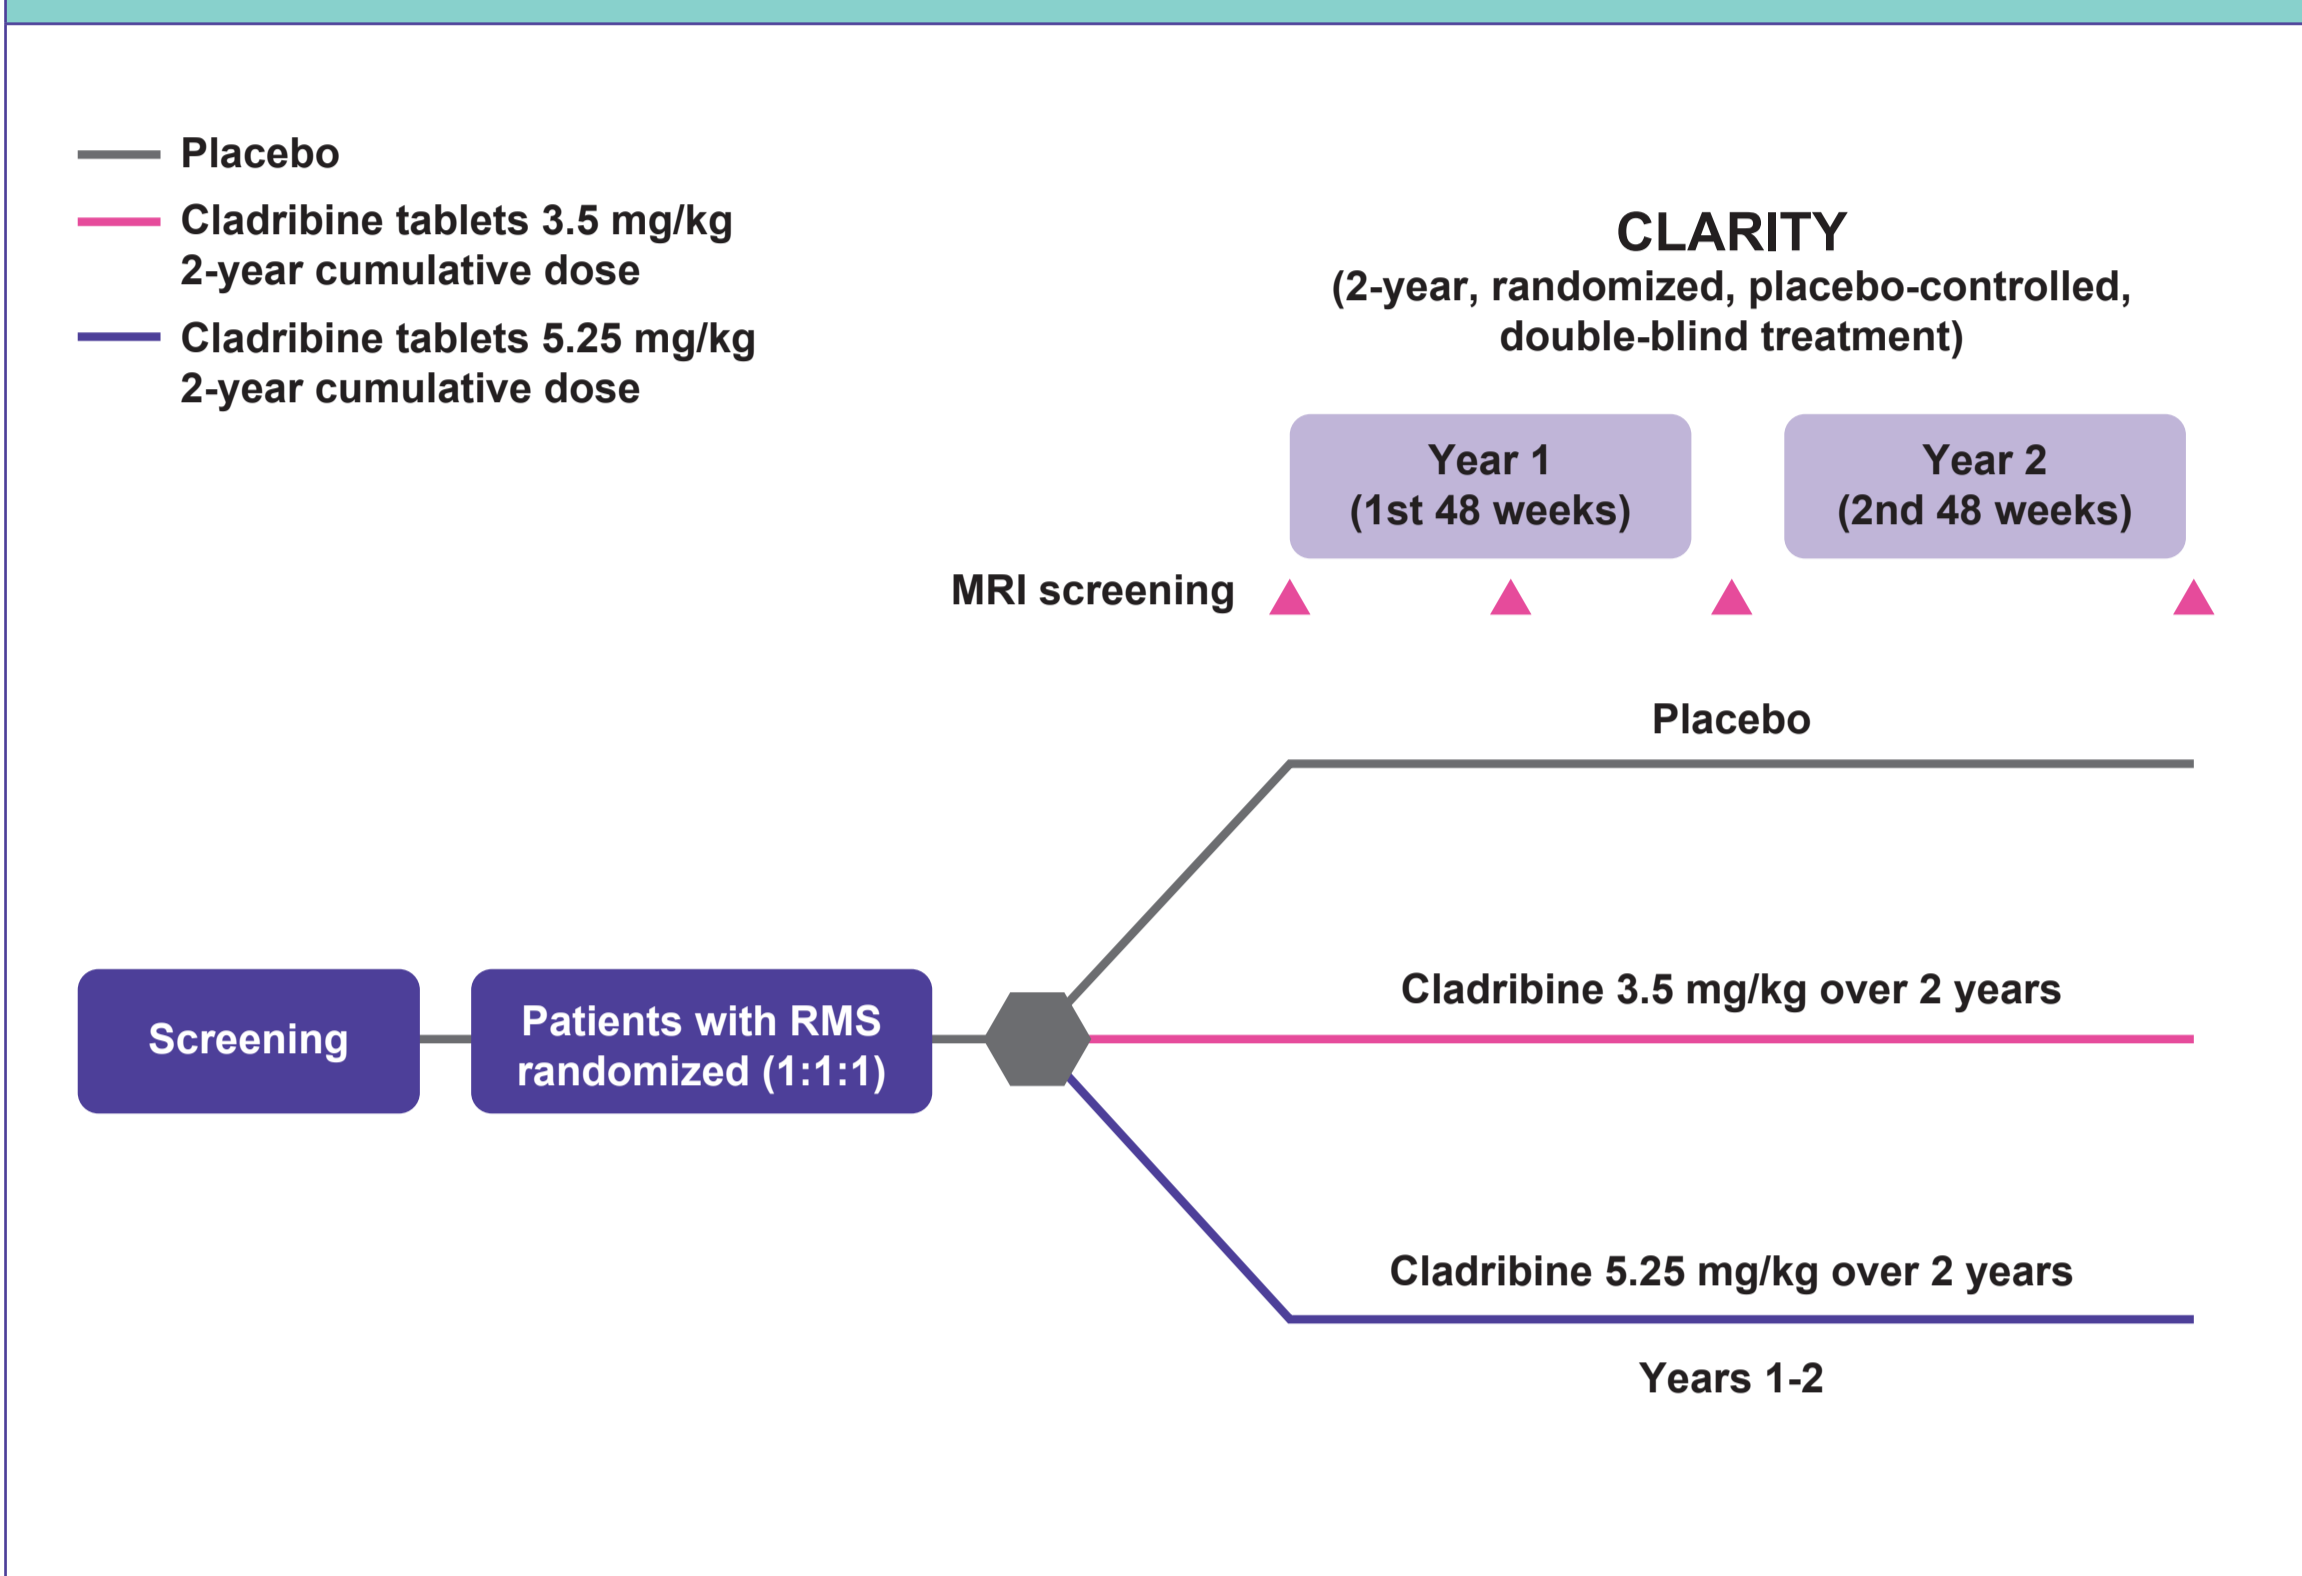 Placebo
Cladribine tablets 3.5 mg/kg
2-year cumulative dose
Cladribine tablets 5.25 mg/kg
2-year cumulative dose
CLARITY
(2-year, randomized, placebo-controlled,
double-blind treatment)
Year 1
(1st 48 weeks)
Year 2
(2nd 48 weeks)
MRI screening
Placebo
Screening
Patients with RMS
randomized (1:1:1)
Cladribine 3.5 mg/kg over 2 years
Cladribine 5.25 mg/kg over 2 years
Years 1-2